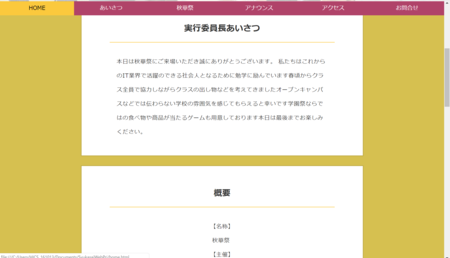 HOME あいさつ 秋華祭 アナウンス アクセス お問合せ
実行委員長あいさつ
本日は秋華祭にご来場いただき誠にありがとうございます。 私たちはこれから
のIT業界で活躍のできる社会人となるために勉学に励んでいます春頃からクラ
ス全員で協力しながらクラスの出し物などを考えてきましたオープンキャンパ
スなどでは伝わらない学校の雰囲気を感じてもらえると幸いです学園祭ならで
はの食べ物や商品が当たるゲームも用意しております本日は最後までお楽しみ
ください。
概要
【名称】
秋華祭
【主催】